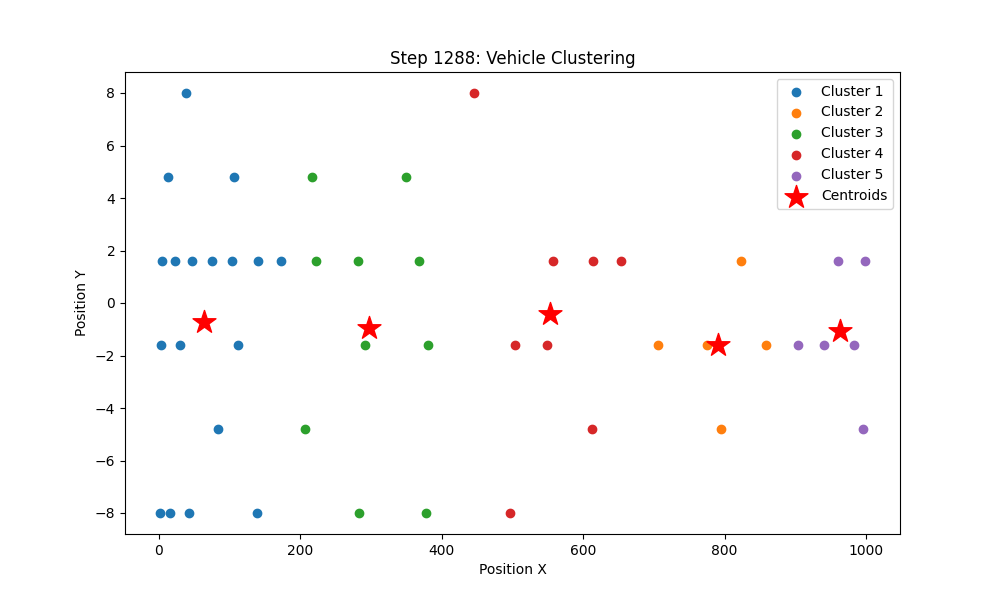 Step 1288: Vehicle Clustering
Cluster 1
Cluster 2
Cluster 3
Cluster 4
Cluster 5
Centroids
Position Y
8
6
4
2
0
−2
−4
−6
−8
0 200 400 600 800 1000
Position X